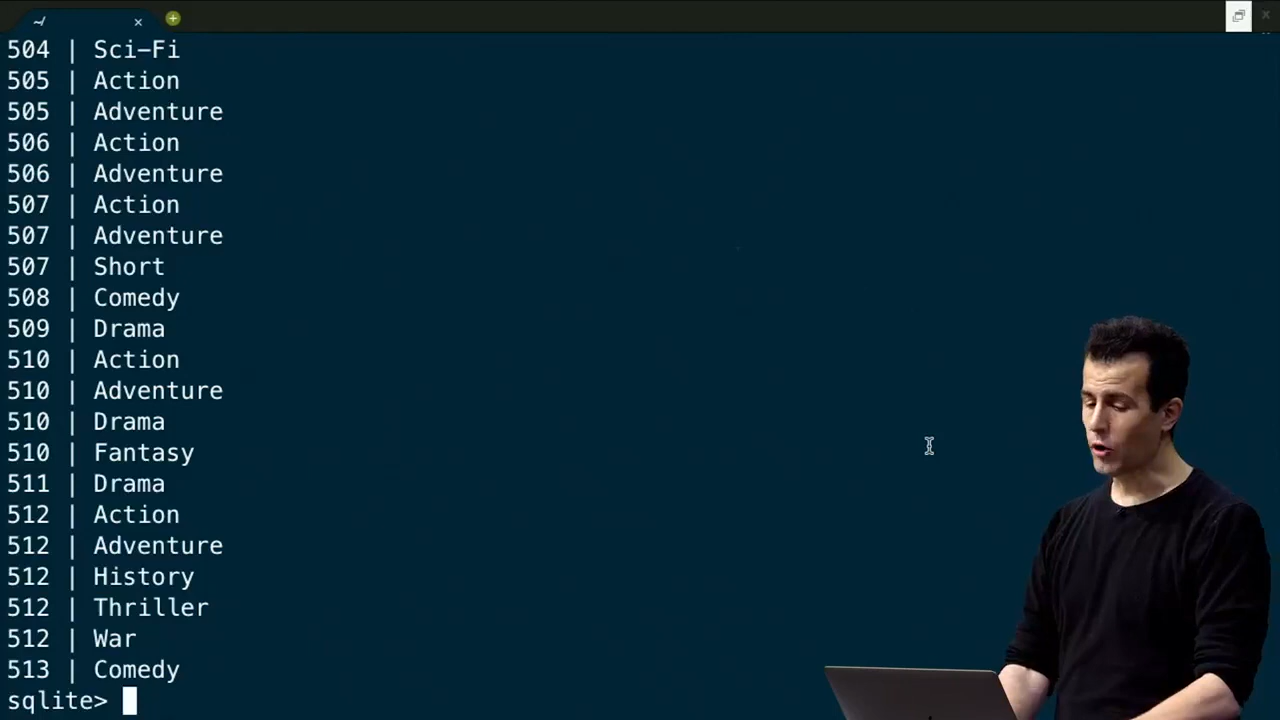 ~/
504 | Sci-Fi
505 | Action
505 | Adventure
506 | Action
506 | Adventure
507 | Action
507 | Adventure
507 | Short
508 | Comedy
509 | Drama
510 | Action
510 | Adventure
510 | Drama
510 | Fantasy
511 | Drama
512 | Action
512 | Adventure
512 | History
512 | Thriller
512 | War
513 | Comedy
sqlite>